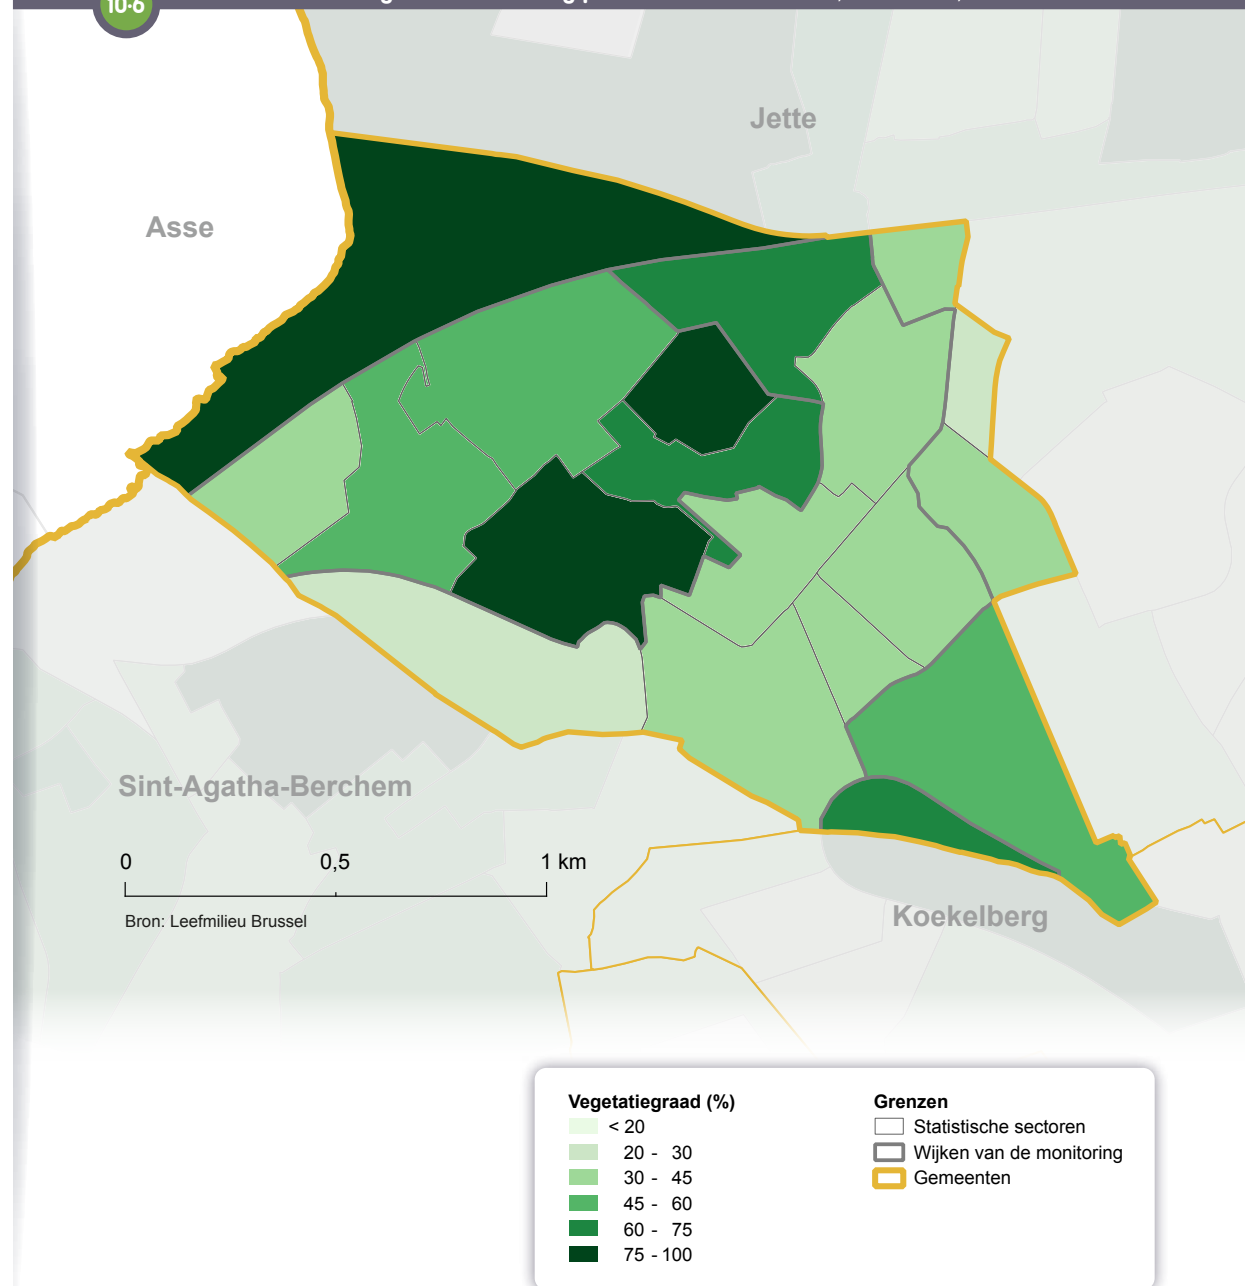 10·6
Jette
Asse
Sint-Agatha-Berchem
0 0,5 1 km
Bron: Leefmilieu Brussel
Koekelberg
Vegetatiegraad (%)
< 20
20 - 30
30 - 45
45 - 60
60 - 75
75 - 100
Grenzen
Statistische sectoren
Wijken van de monitoring
Gemeenten